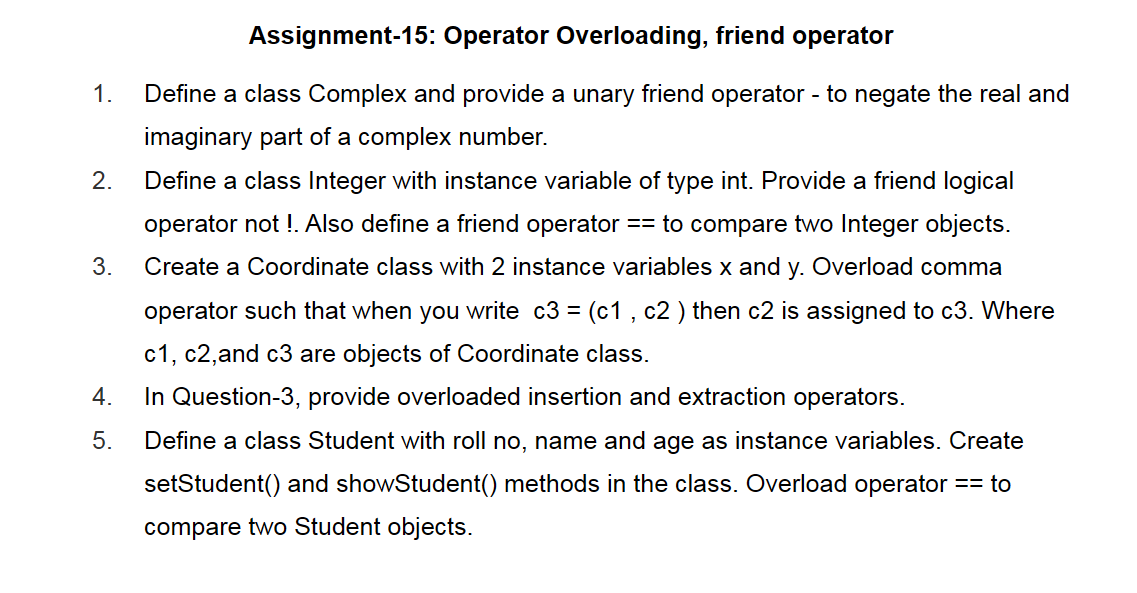 Assignment-15: Operator Overloading, friend operator
1. Define a class Complex and provide a unary friend operator - to negate the real and
imaginary part of a complex number.
2. Define a class Integer with instance variable of type int. Provide a friend logical
operator not !. Also define a friend operator == to compare two Integer objects.
3. Create a Coordinate class with 2 instance variables x and y. Overload comma
operator such that when you write  c3 = (c1 , c2 ) then c2 is assigned to c3. Where
c1, c2,and c3 are objects of Coordinate class.
4. In Question-3, provide overloaded insertion and extraction operators.
5. Define a class Student with roll no, name and age as instance variables. Create
setStudent() and showStudent() methods in the class. Overload operator == to
compare two Student objects.